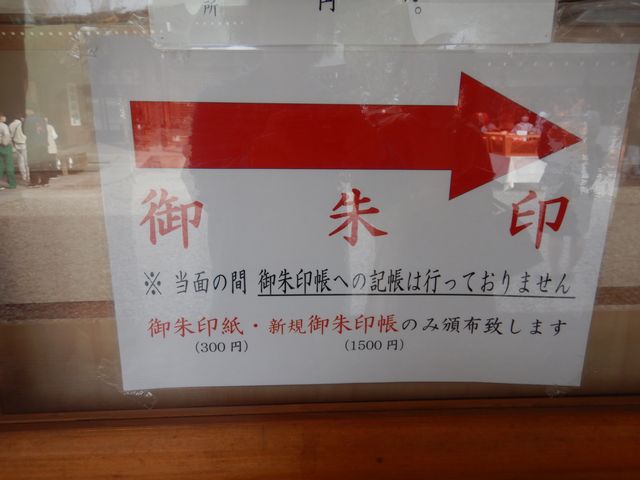 所 円 。
御朱印
※ 当面の間 御朱印帳への記帳は行っておりません
御朱印紙・新規御朱印帳のみ頒布致します
(300円) (1500円)